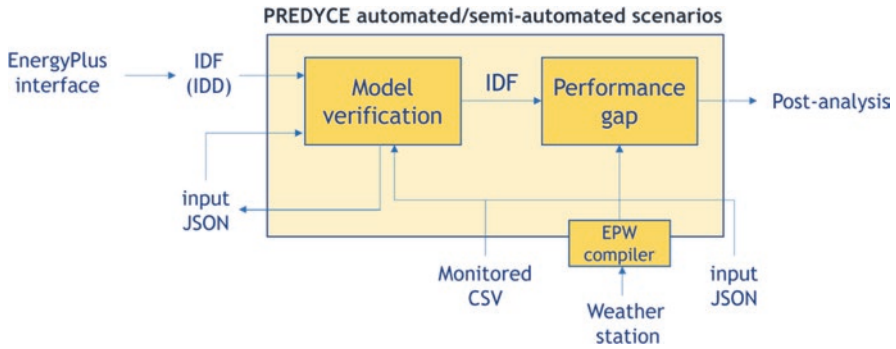 PREDYCE automated/semi-automated scenarios
EnergyPlus
interface
IDF
(IDD)
Model
verification
IDF
Performance
gap
Post-analysis
input
JSON
EPW
compiler
Monitored
CSV
input
JSON
Weather
station